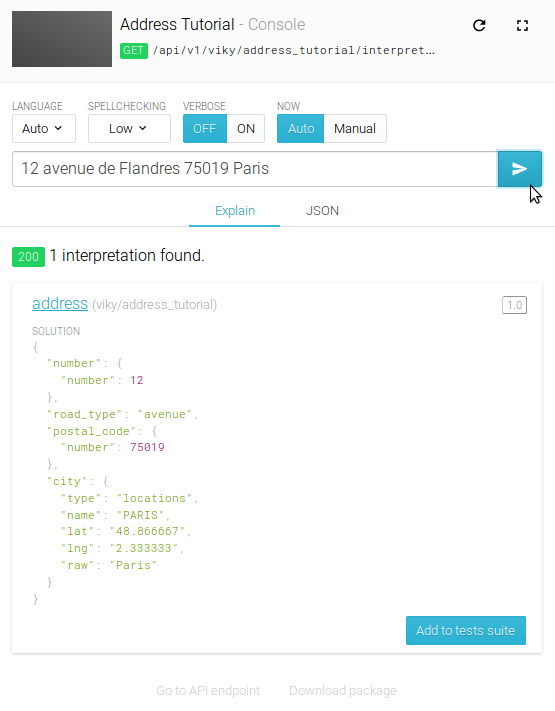 Address Tutorial - Console
GET /api/v1/viky/address_tutorial/interpret...
LANGUAGE SPELLCHECKING VERBOSE NOW
Auto Low OFF ON Auto Manual
12 avenue de Flandres 75019 Paris
Explain JSON
200 1 interpretation found.
address (viky/address_tutorial) 1.0
SOLUTION
{
  "number": {
    "number": 12
  },
  "road_type": "avenue",
  "postal_code": {
    "number": 75019
  },
  "city": {
    "type": "locations",
    "name": "PARIS",
    "lat": "48.866667",
    "lng": "2.333333",
    "raw": "Paris"
  }
}
Add to tests suite
Go to API endpoint Download package